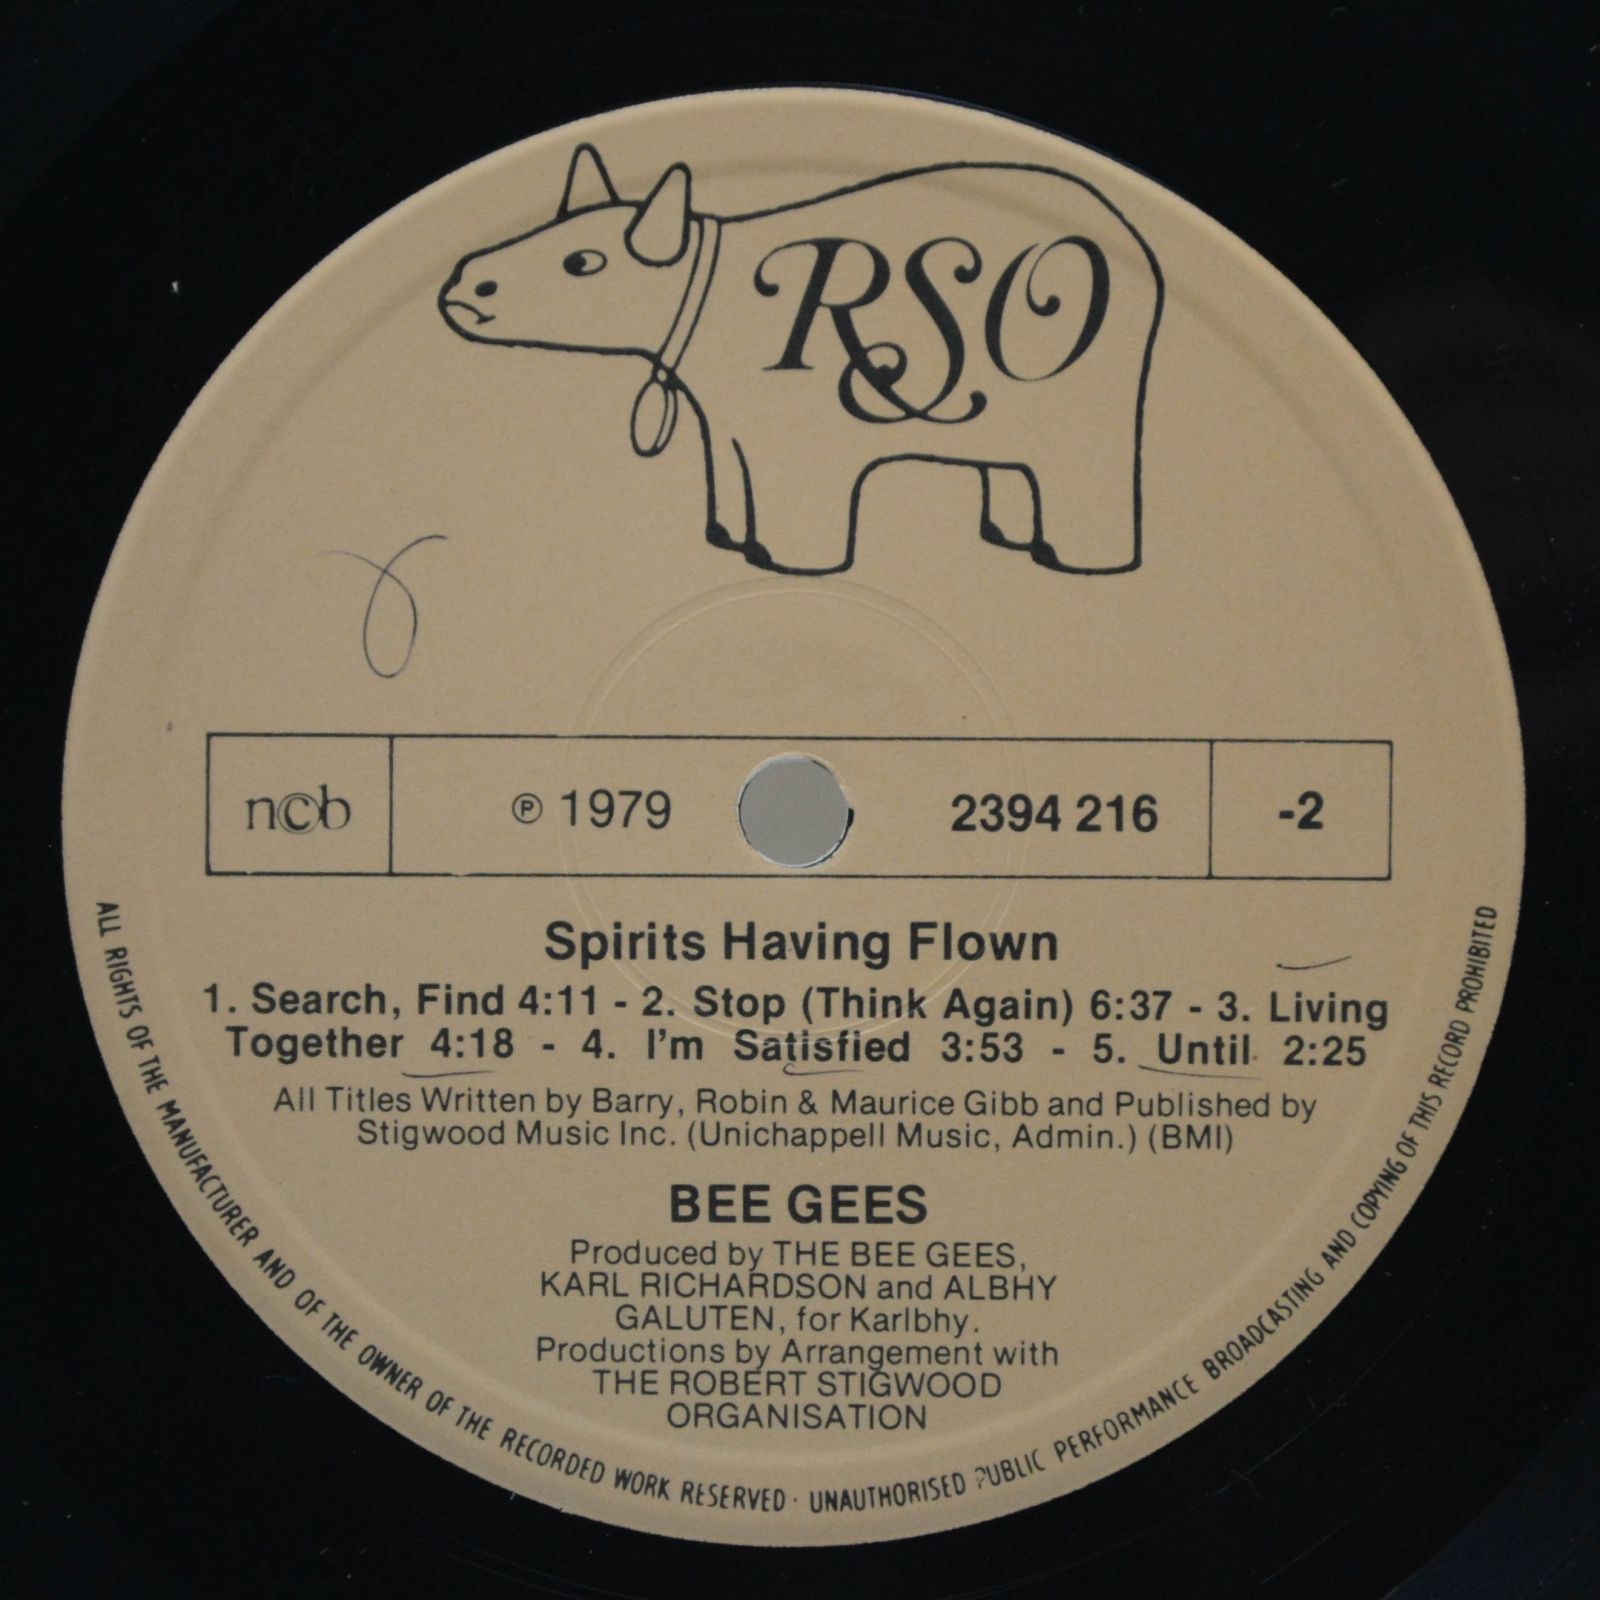 RSO
ncb ℗ 1979 2394 216 -2
Spirits Having Flown
1. Search, Find 4:11 - 2. Stop (Think Again) 6:37 - 3. Living
Together 4:18 - 4. I'm Satisfied 3:53 - 5. Until 2:25
All Titles Written by Barry, Robin & Maurice Gibb and Published by
Stigwood Music Inc. (Unichappell Music, Admin.) (BMI)
BEE GEES
Produced by THE BEE GEES,
KARL RICHARDSON and ALBHY
GALUTEN, for Karlbhy.
Productions by Arrangement with
THE ROBERT STIGWOOD
ORGANISATION
ALL RIGHTS OF THE MANUFACTURER AND OF THE OWNER OF THE RECORDED WORK RESERVED · UNAUTHORISED PUBLIC PERFORMANCE BROADCASTING AND COPYING OF THIS RECORD PROHIBITED